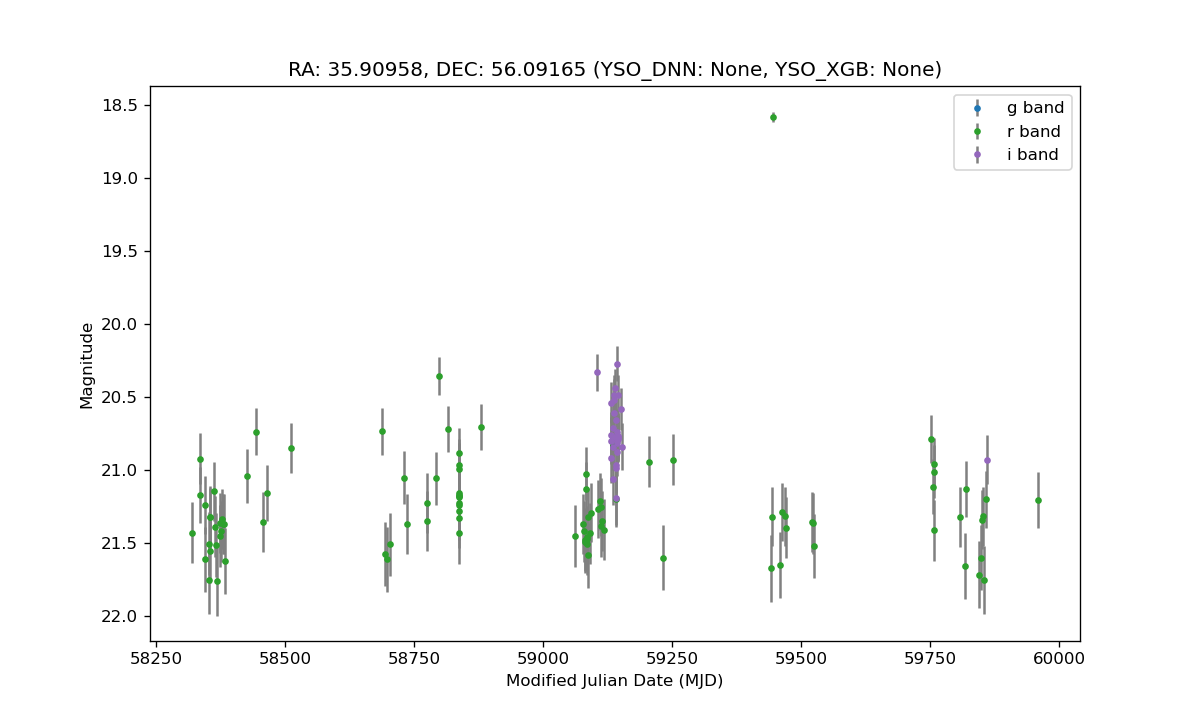 RA: 35.90958, DEC: 56.09165 (YSO_DNN: None, YSO_XGB: None)
g band
r band
i band
18.5
19.0
19.5
20.0
20.5
21.0
21.5
22.0
Magnitude
58250 58500 58750 59000 59250 59500 59750 60000
Modified Julian Date (MJD)